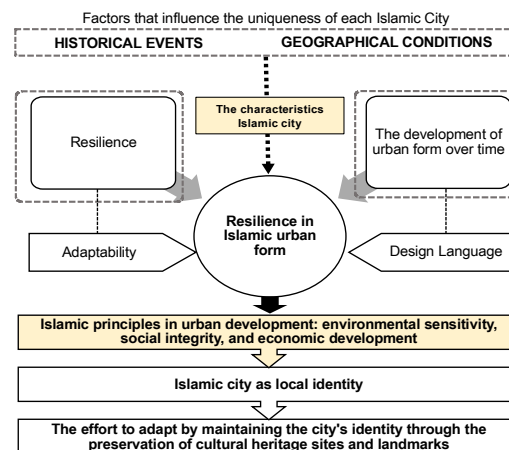 Factors that influence the uniqueness of each Islamic City
HISTORICAL EVENTS GEOGRAPHICAL CONDITIONS
The characteristics
Islamic city
Resilience
The development of
urban form over time
Resilience in
Islamic urban
form
Adaptability
Design Language
Islamic principles in urban development: environmental sensitivity,
social integrity, and economic development
Islamic city as local identity
The effort to adapt by maintaining the city's identity through the
preservation of cultural heritage sites and landmarks